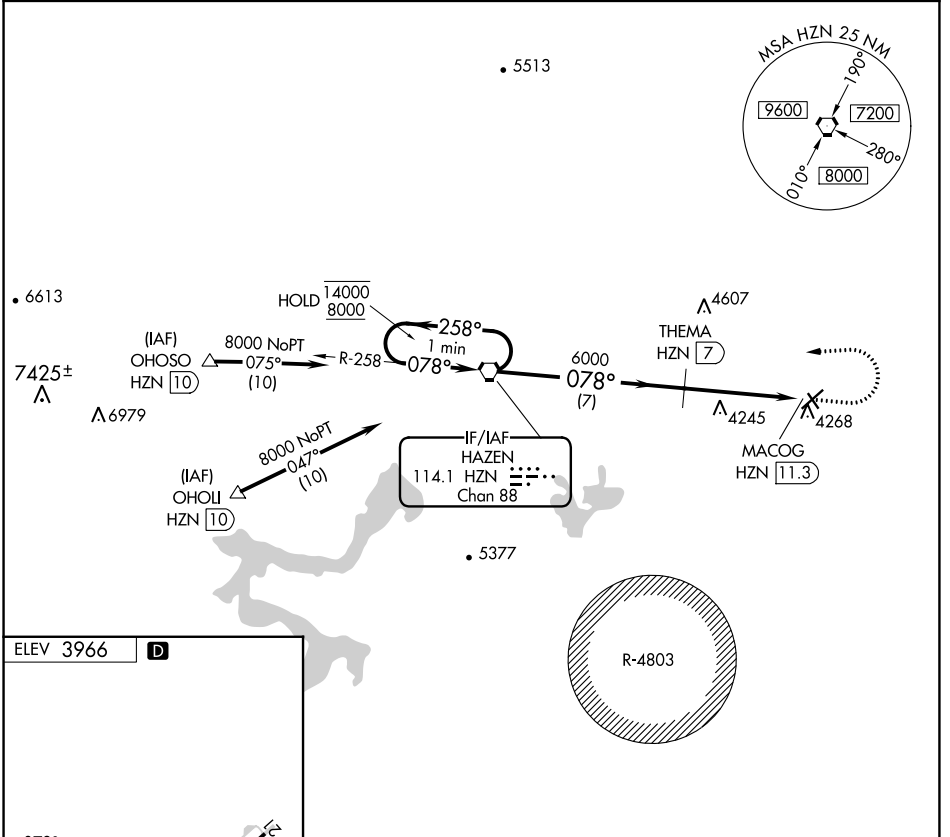 MSA HZN 25 NM
190°
9600
7200
280°
010°
8000
5513
6613
HOLD 14000
8000
258°
1 min
078°
R-258
(IAF)
OHOSO
HZN 10
8000 NoPT
075°
(10)
7425±
6979
4607
THEMA
HZN 7
6000
078°
(7)
4245
4268
MACOG
HZN 11.3
IF/IAF
HAZEN
114.1 HZN
Chan 88
8000 NoPT
047°
(10)
(IAF)
OHOLI
HZN 10
5377
R-4803
ELEV 3966
D
21